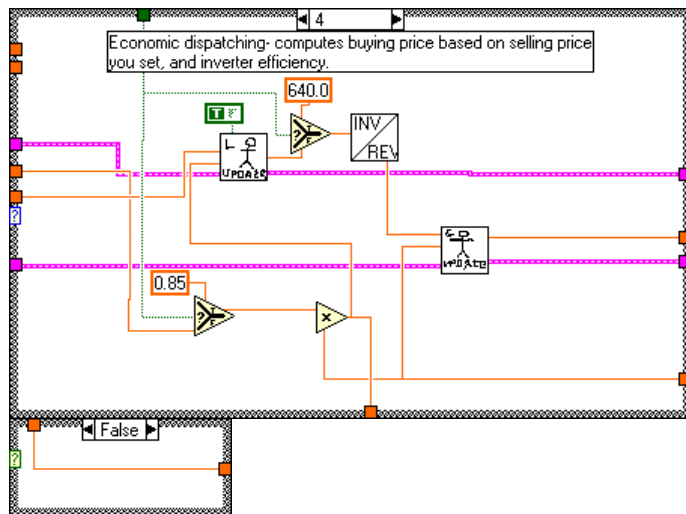 4
Economic dispatching- computes buying price based on selling price
you set, and inverter efficiency.
640.0
T F
?
T
F
INV
REV
L
UPDATE
?
UPDATE
0.85
?
T
F
x
False
?